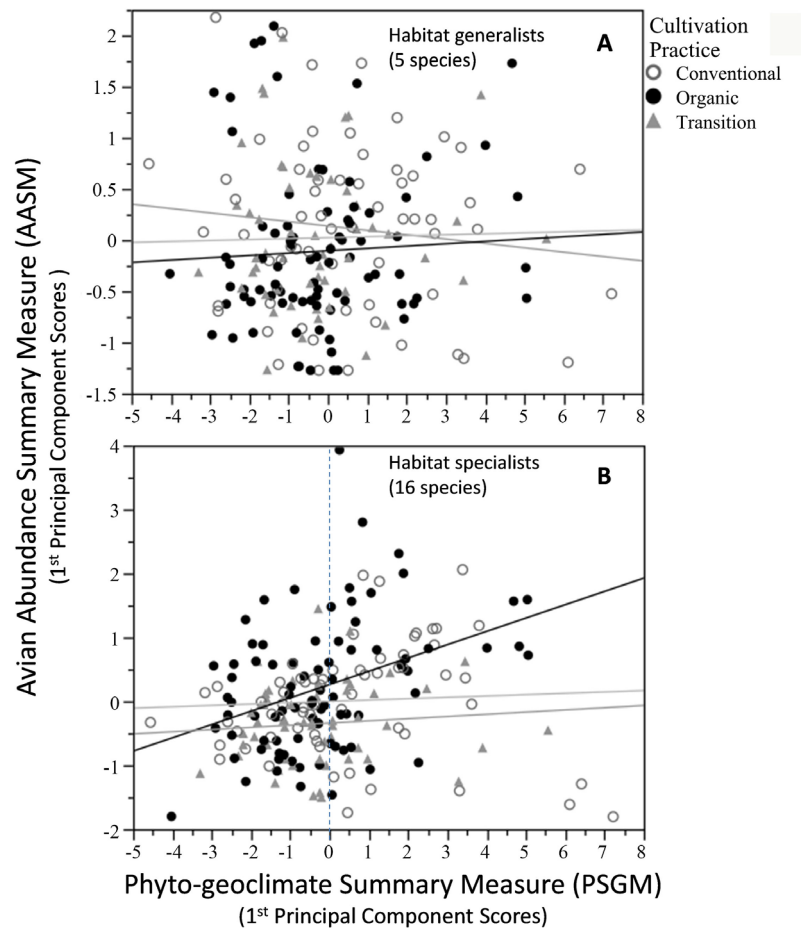 Habitat generalists
(5 species)
A
Cultivation
Practice
Conventional
Organic
Transition
2
1.5
1
0.5
0
-0.5
-1
-1.5
-5 -4 -3 -2 -1 0 1 2 3 4 5 6 7 8
Avian Abundance Summary Measure (AASM)
(1st Principal Component Scores)
Habitat specialists
(16 species)
B
4
3
2
1
0
-1
-2
-5 -4 -3 -2 -1 0 1 2 3 4 5 6 7 8
Phyto-geoclimate Summary Measure (PSGM)
(1st Principal Component Scores)